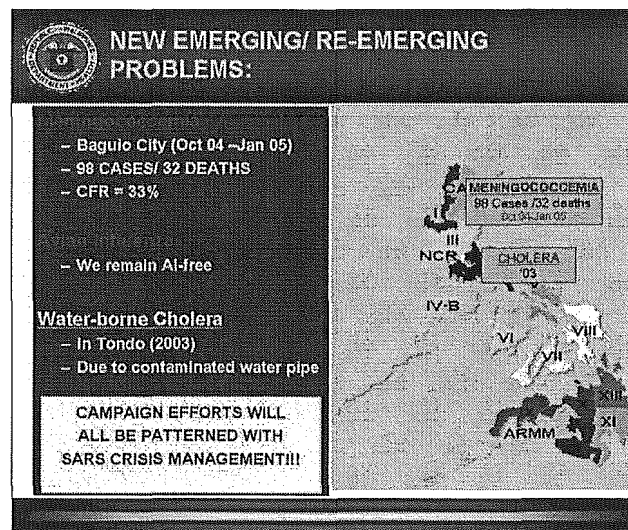 NEW EMERGING/ RE-EMERGING
PROBLEMS:
– Baguio City (Oct 04 –Jan 05)
– 98 CASES/ 32 DEATHS
– CFR = 33%
– We remain AI-free
Water-borne Cholera
– In Tondo (2003)
– Due to contaminated water pipe
CAMPAIGN EFFORTS WILL
ALL BE PATTERNED WITH
SARS CRISIS MANAGEMENT!!!
CA
MENINGOCOCCEMIA
98 Cases /32 deaths
Oct 04-Jan 05
I
III
NCR
CHOLERA
'03
IV-B
VI
VII
VIII
XIII
XI
ARMM